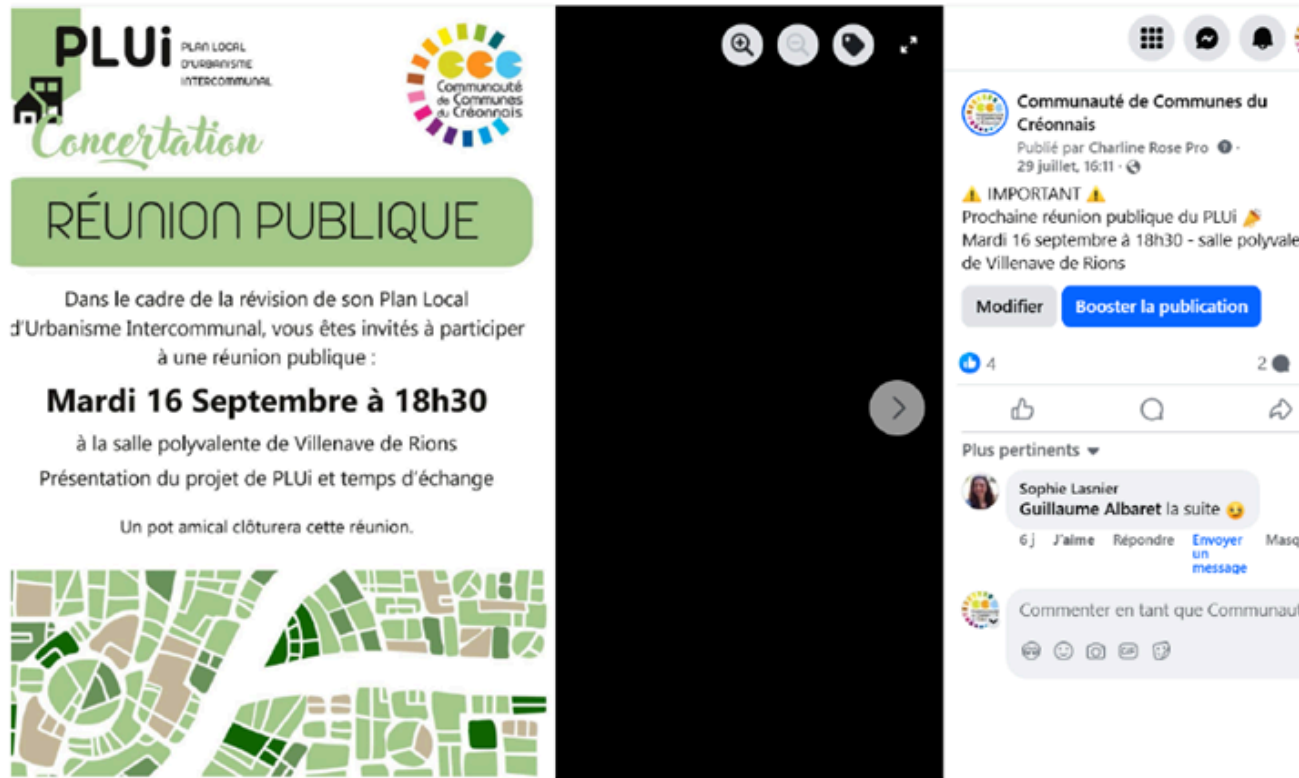 PLUi
PLAN LOCAL
D'URBANISME
INTERCOMMUNAL
Concertation
CCC
Communauté
de Communes
du Créonnais
RÉUNION PUBLIQUE
Dans le cadre de la révision de son Plan Local
d'Urbanisme Intercommunal, vous êtes invités à participer
à une réunion publique :
Mardi 16 Septembre à 18h30
à la salle polyvalente de Villenave de Rions
Présentation du projet de PLUi et temps d'échange
Un pot amical clôturera cette réunion.
Communauté de Communes du
Créonnais
Publié par Charline Rose Pro ·
29 juillet, 16:11 ·
⚠️ IMPORTANT ⚠️
Prochaine réunion publique du PLUi 🎉
Mardi 16 septembre à 18h30 - salle polyvale
de Villenave de Rions
Modifier
Booster la publication
4
2
Plus pertinents
Sophie Lasnier
Guillaume Albaret la suite 😉
6 j J'aime Répondre Envoyer un message Masq
Commenter en tant que Communaut
GIF